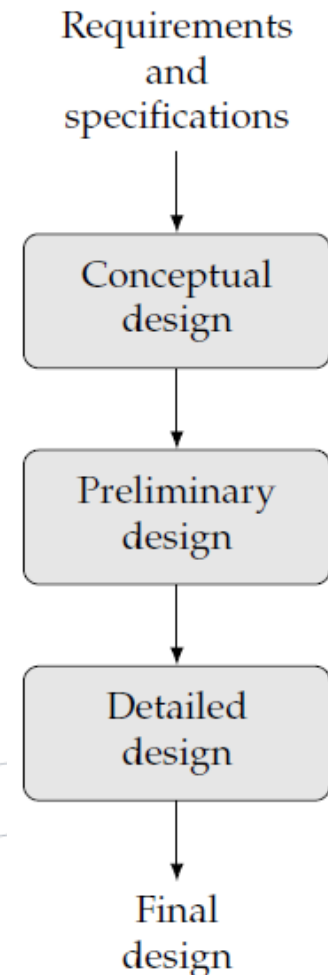 Requirements
and
specifications
Conceptual
design
Preliminary
design
Detailed
design
Final
design